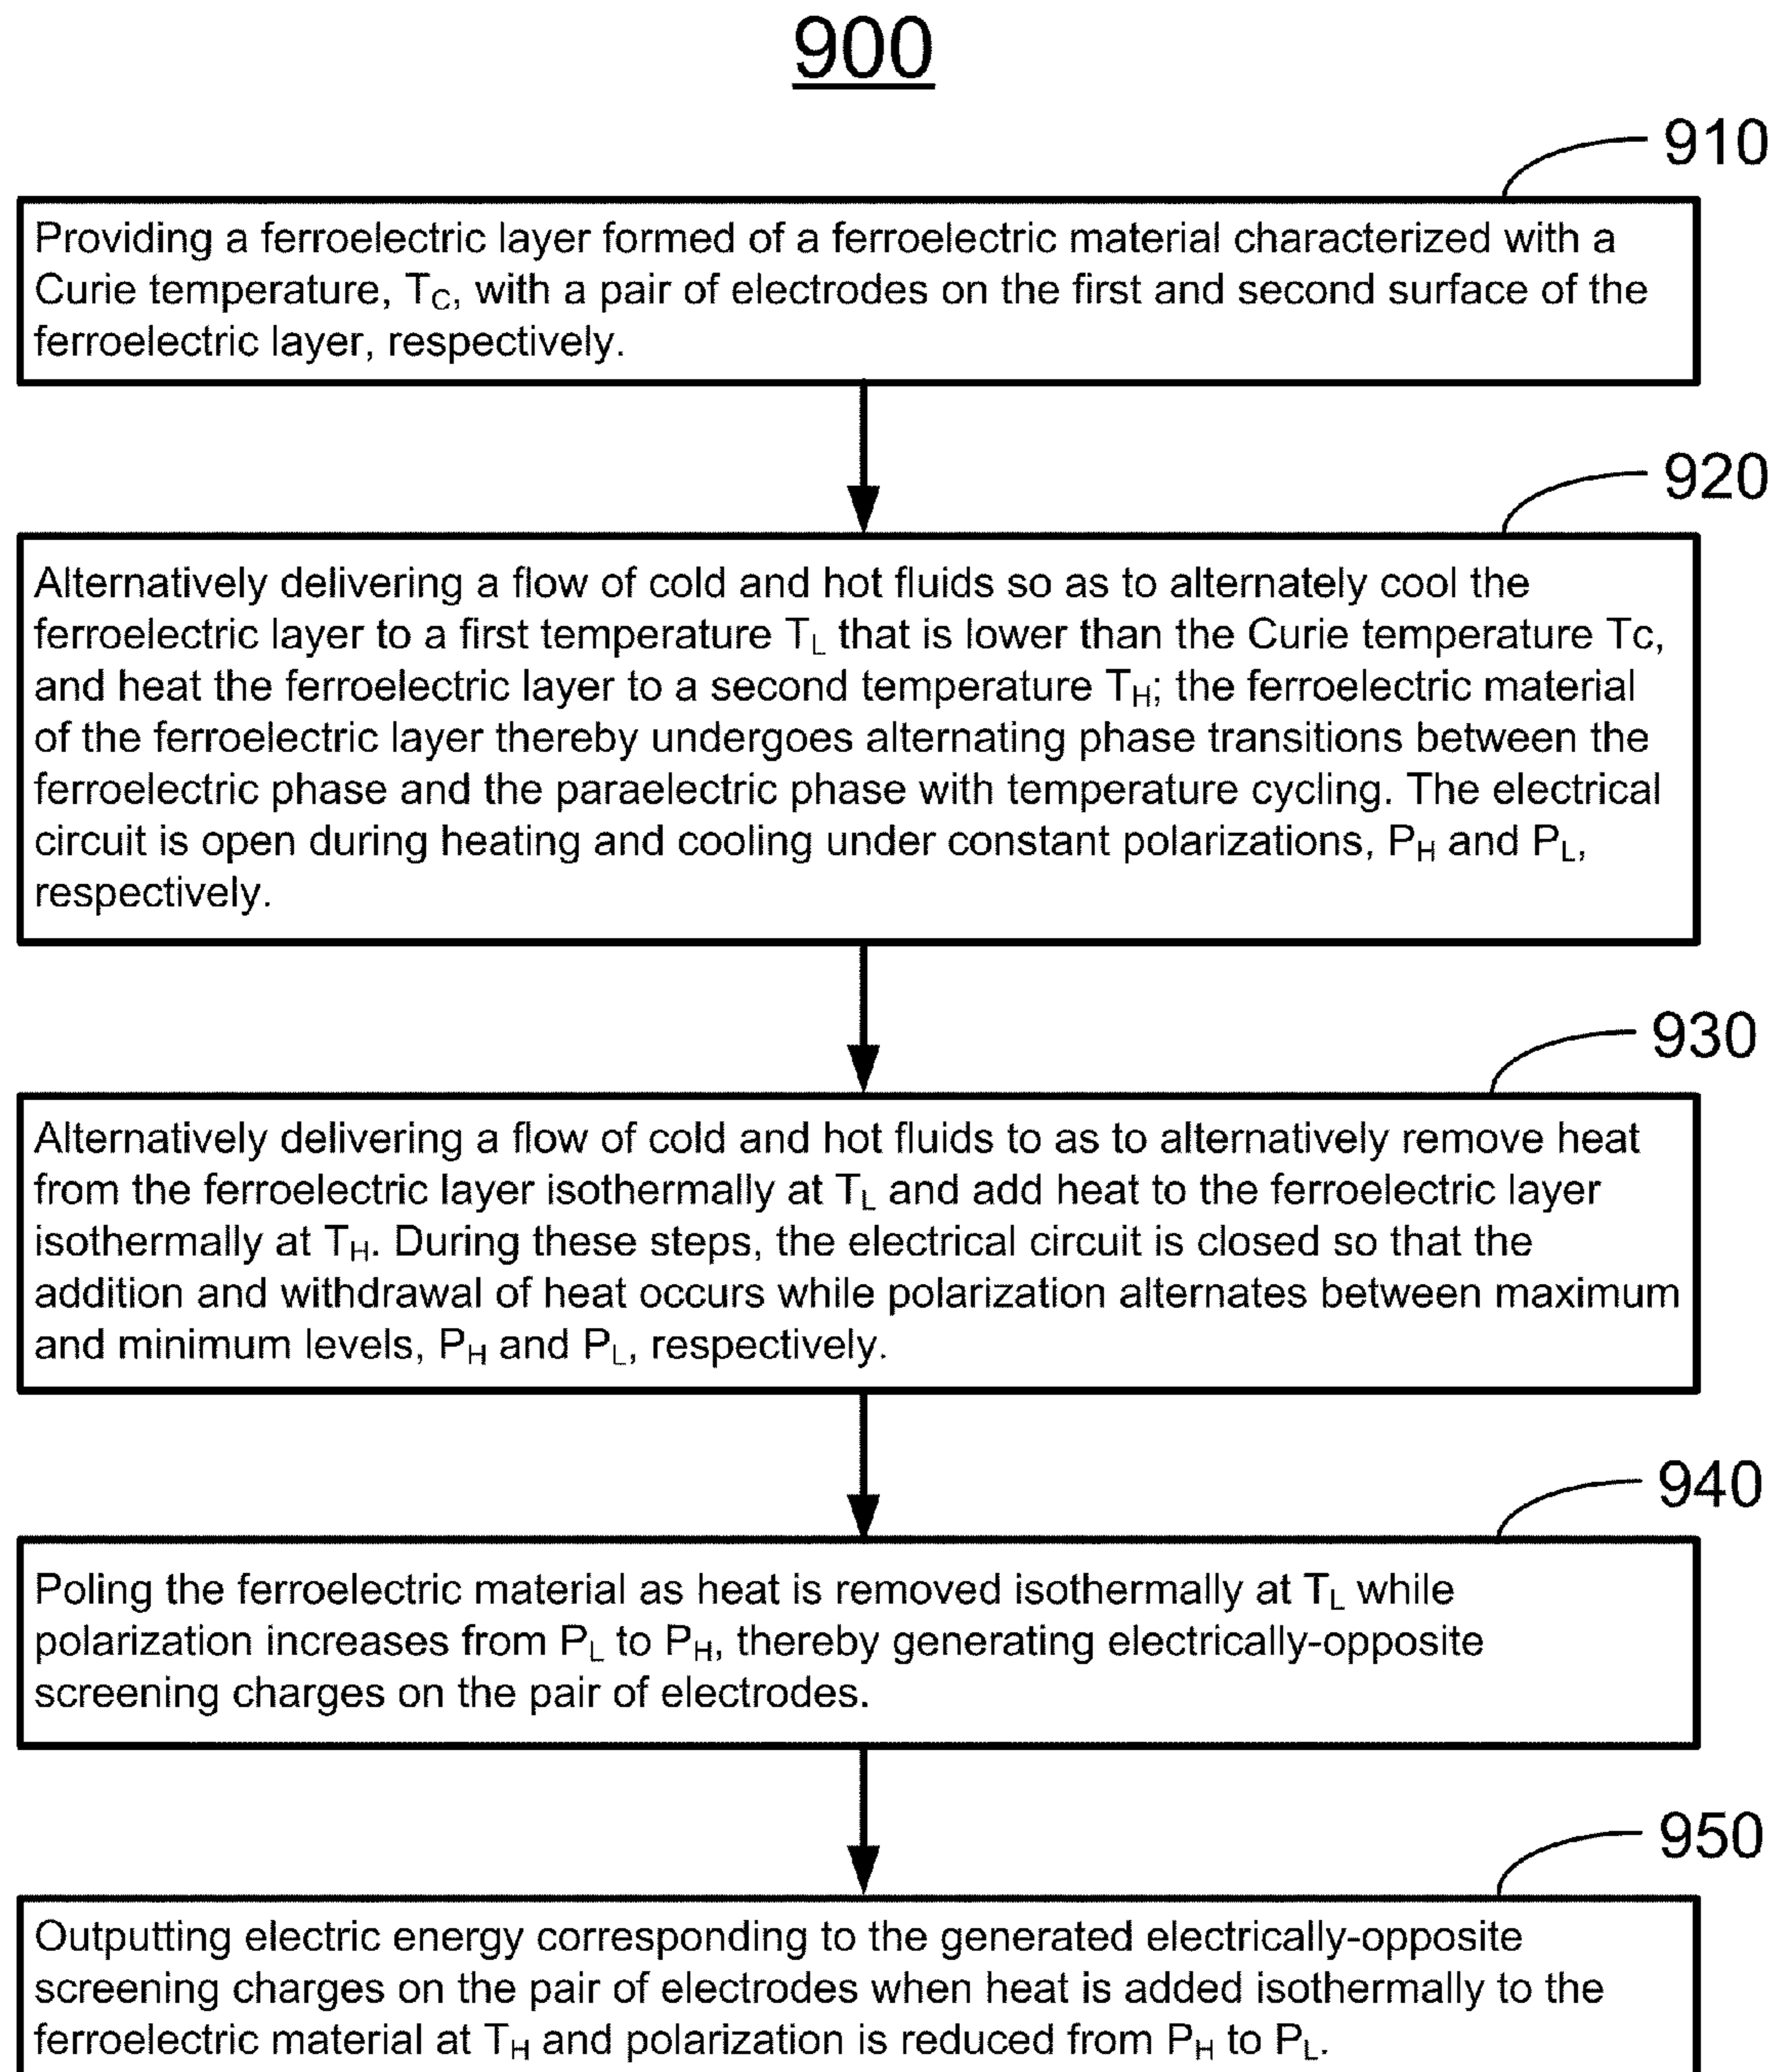 900
910
Providing a ferroelectric layer formed of a ferroelectric material characterized with a
Curie temperature, TC, with a pair of electrodes on the first and second surface of the
ferroelectric layer, respectively.
920
Alternatively delivering a flow of cold and hot fluids so as to alternately cool the
ferroelectric layer to a first temperature TL that is lower than the Curie temperature Tc,
and heat the ferroelectric layer to a second temperature TH; the ferroelectric material
of the ferroelectric layer thereby undergoes alternating phase transitions between the
ferroelectric phase and the paraelectric phase with temperature cycling. The electrical
circuit is open during heating and cooling under constant polarizations, PH and PL,
respectively.
930
Alternatively delivering a flow of cold and hot fluids to as to alternatively remove heat
from the ferroelectric layer isothermally at TL and add heat to the ferroelectric layer
isothermally at TH. During these steps, the electrical circuit is closed so that the
addition and withdrawal of heat occurs while polarization alternates between maximum
and minimum levels, PH and PL, respectively.
940
Poling the ferroelectric material as heat is removed isothermally at TL while
polarization increases from PL to PH, thereby generating electrically-opposite
screening charges on the pair of electrodes.
950
Outputting electric energy corresponding to the generated electrically-opposite
screening charges on the pair of electrodes when heat is added isothermally to the
ferroelectric material at TH and polarization is reduced from PH to PL.